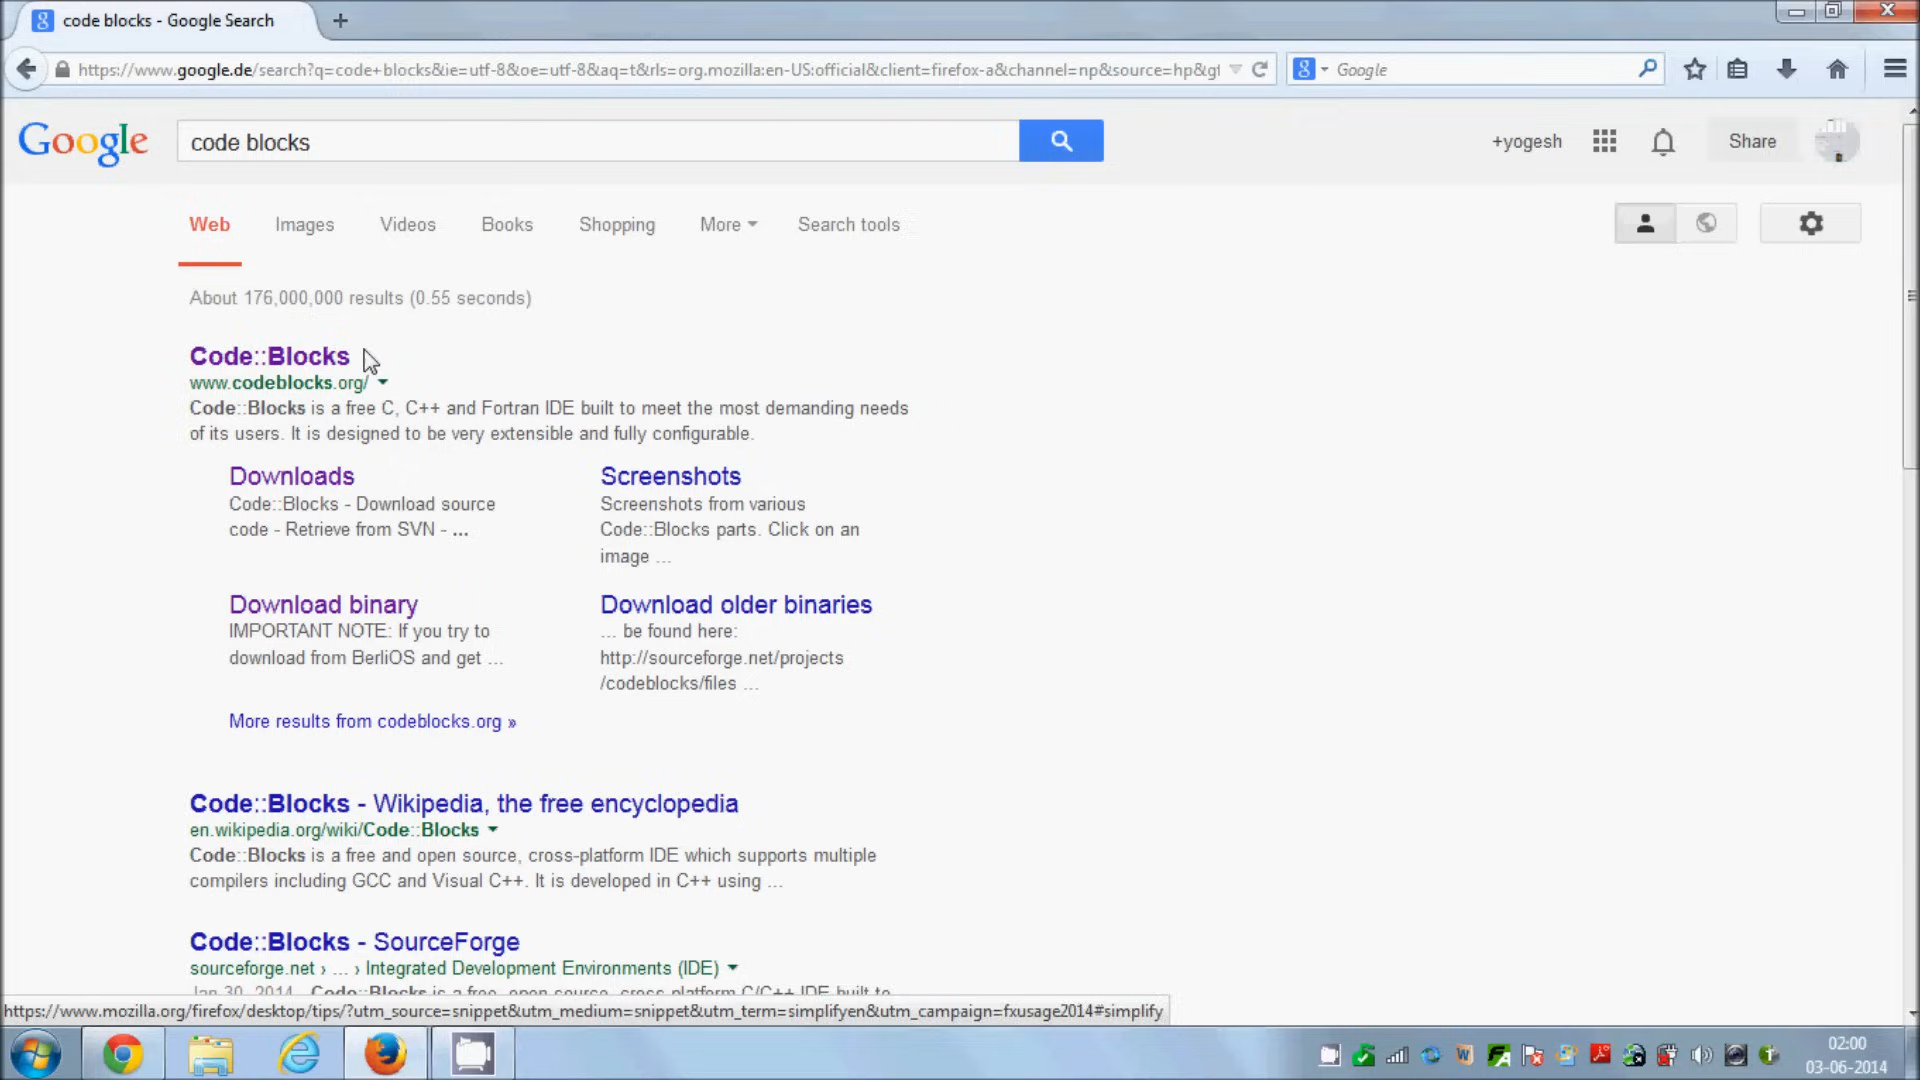 code blocks - Google Search
https://www.google.de/search?q=code+blocks&ie=utf-8&oe=utf-8&aq=t&rls=org.mozilla:en-US:official&client=firefox-a&channel=np&source=hp&gf
Google
Google
code blocks
+yogesh
Share
Web
Images
Videos
Books
Shopping
More
Search tools
About 176,000,000 results (0.55 seconds)
Code::Blocks
www.codeblocks.org/
Code::Blocks is a free C, C++ and Fortran IDE built to meet the most demanding needs
of its users. It is designed to be very extensible and fully configurable.
Downloads
Code::Blocks - Download source
code - Retrieve from SVN - ...
Screenshots
Screenshots from various
Code::Blocks parts. Click on an
image ...
Download binary
IMPORTANT NOTE: If you try to
download from BerliOS and get ...
Download older binaries
... be found here:
http://sourceforge.net/projects
/codeblocks/files ...
More results from codeblocks.org »
Code::Blocks - Wikipedia, the free encyclopedia
en.wikipedia.org/wiki/Code::Blocks
Code::Blocks is a free and open source, cross-platform IDE which supports multiple
compilers including GCC and Visual C++. It is developed in C++ using ...
Code::Blocks - SourceForge
sourceforge.net › ... › Integrated Development Environments (IDE)
Jan 30, 2014 - Code::Blocks is a free, open source, cross platform C/C++ IDE built to
https://www.mozilla.org/firefox/desktop/tips/?utm_source=snippet&utm_medium=snippet&utm_term=simplifyen&utm_campaign=fxusage2014#simplify
02:00
03-06-2014